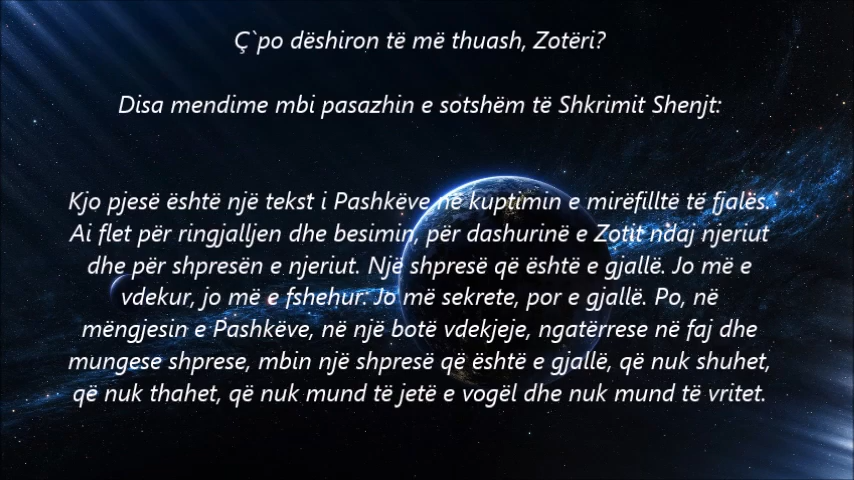 Ç`po dëshiron të më thuash, Zotëri?
Disa mendime mbi pasazhin e sotshëm të Shkrimit Shenjt:
Kjo pjesë është një tekst i Pashkëve në kuptimin e mirëfilltë të fjalës.
Ai flet për ringjalljen dhe besimin, për dashurinë e Zotit ndaj njeriut
dhe për shpresën e njeriut. Një shpresë që është e gjallë. Jo më e
vdekur, jo më e fshehur. Jo më sekrete, por e gjallë. Po, në
mëngjesin e Pashkëve, në një botë vdekjeje, ngatërrese në faj dhe
mungese shprese, mbin një shpresë që është e gjallë, që nuk shuhet,
që nuk thahet, që nuk mund të jetë e vogël dhe nuk mund të vritet.